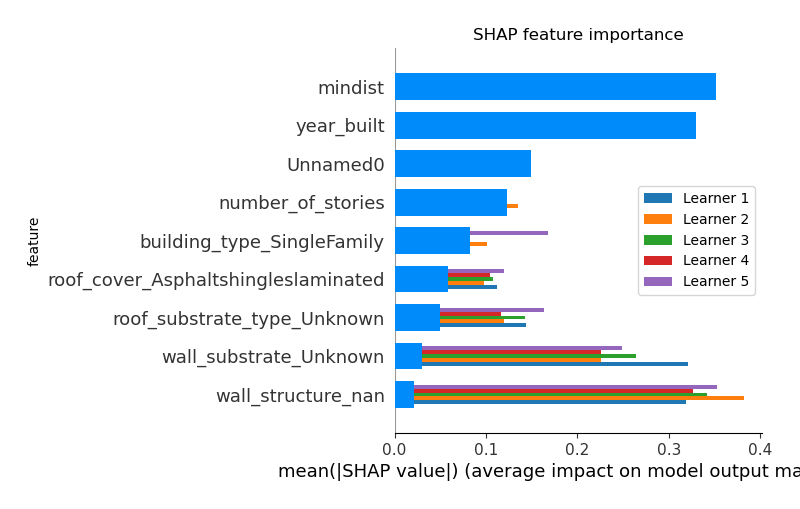 SHAP feature importance
mindist
year_built
Unnamed0
number_of_stories
building_type_SingleFamily
roof_cover_Asphaltshingleslaminated
roof_substrate_type_Unknown
wall_substrate_Unknown
wall_structure_nan
feature
Learner 1
Learner 2
Learner 3
Learner 4
Learner 5
0.0 0.1 0.2 0.3 0.4
mean(|SHAP value|) (average impact on model output ma